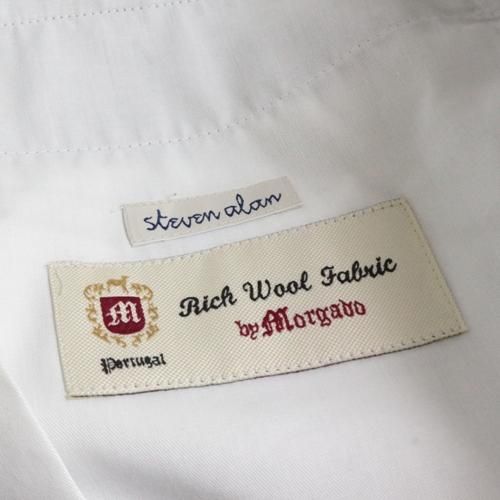 steven alan
Rich Wool Fabric
by Morgado
M
Portugal